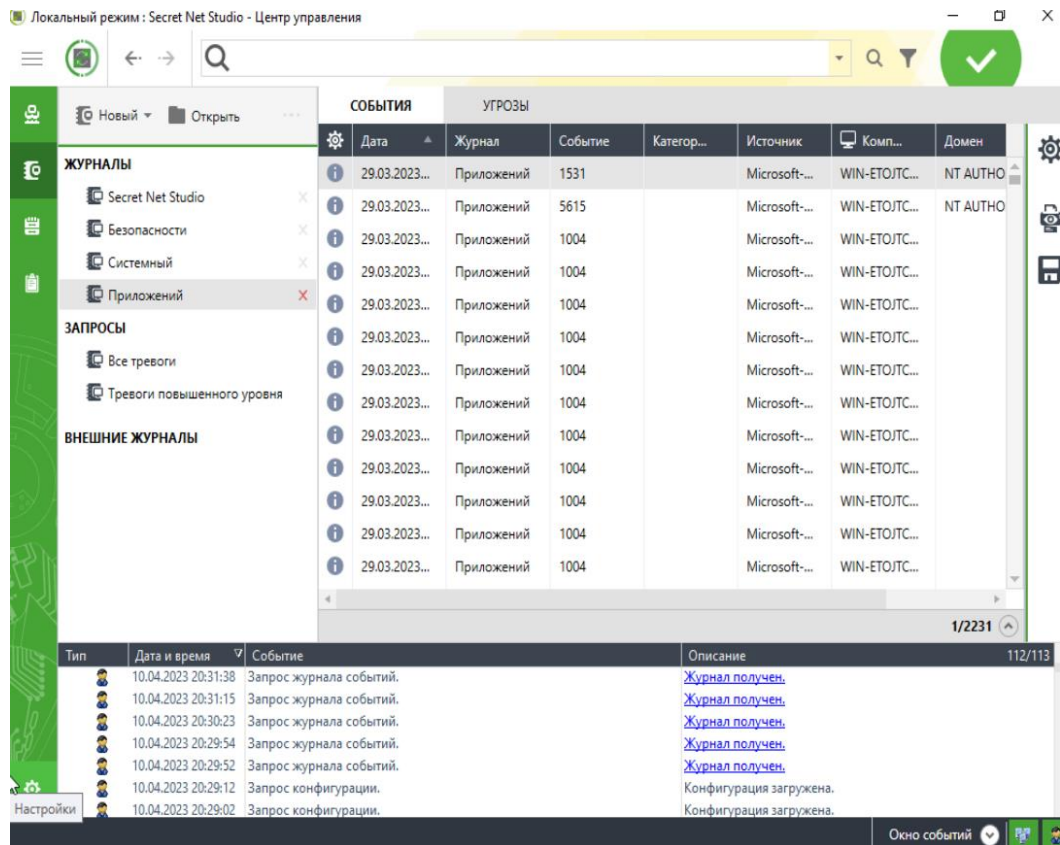 Локальный режим : Secret Net Studio - Центр управления
Новый Открыть
ЖУРНАЛЫ
Secret Net Studio
Безопасности
Системный
Приложений
ЗАПРОСЫ
Все тревоги
Тревоги повышенного уровня
ВНЕШНИЕ ЖУРНАЛЫ
СОБЫТИЯ УГРОЗЫ
Дата Журнал Событие Категор... Источник Комп... Домен
29.03.2023... Приложений 1531 Microsoft-... WIN-ETOJTC... NT AUTHO
29.03.2023... Приложений 5615 Microsoft-... WIN-ETOJTC... NT AUTHO
29.03.2023... Приложений 1004 Microsoft-... WIN-ETOJTC...
29.03.2023... Приложений 1004 Microsoft-... WIN-ETOJTC...
29.03.2023... Приложений 1004 Microsoft-... WIN-ETOJTC...
29.03.2023... Приложений 1004 Microsoft-... WIN-ETOJTC...
29.03.2023... Приложений 1004 Microsoft-... WIN-ETOJTC...
29.03.2023... Приложений 1004 Microsoft-... WIN-ETOJTC...
29.03.2023... Приложений 1004 Microsoft-... WIN-ETOJTC...
29.03.2023... Приложений 1004 Microsoft-... WIN-ETOJTC...
29.03.2023... Приложений 1004 Microsoft-... WIN-ETOJTC...
29.03.2023... Приложений 1004 Microsoft-... WIN-ETOJTC...
29.03.2023... Приложений 1004 Microsoft-... WIN-ETOJTC...
1/2231
Тип Дата и время Событие Описание 112/113
10.04.2023 20:31:38 Запрос журнала событий. Журнал получен.
10.04.2023 20:31:15 Запрос журнала событий. Журнал получен.
10.04.2023 20:30:23 Запрос журнала событий. Журнал получен.
10.04.2023 20:29:54 Запрос журнала событий. Журнал получен.
10.04.2023 20:29:52 Запрос журнала событий. Журнал получен.
10.04.2023 20:29:12 Запрос конфигурации. Конфигурация загружена.
10.04.2023 20:29:02 Запрос конфигурации. Конфигурация загружена.
Настройки
Окно событий